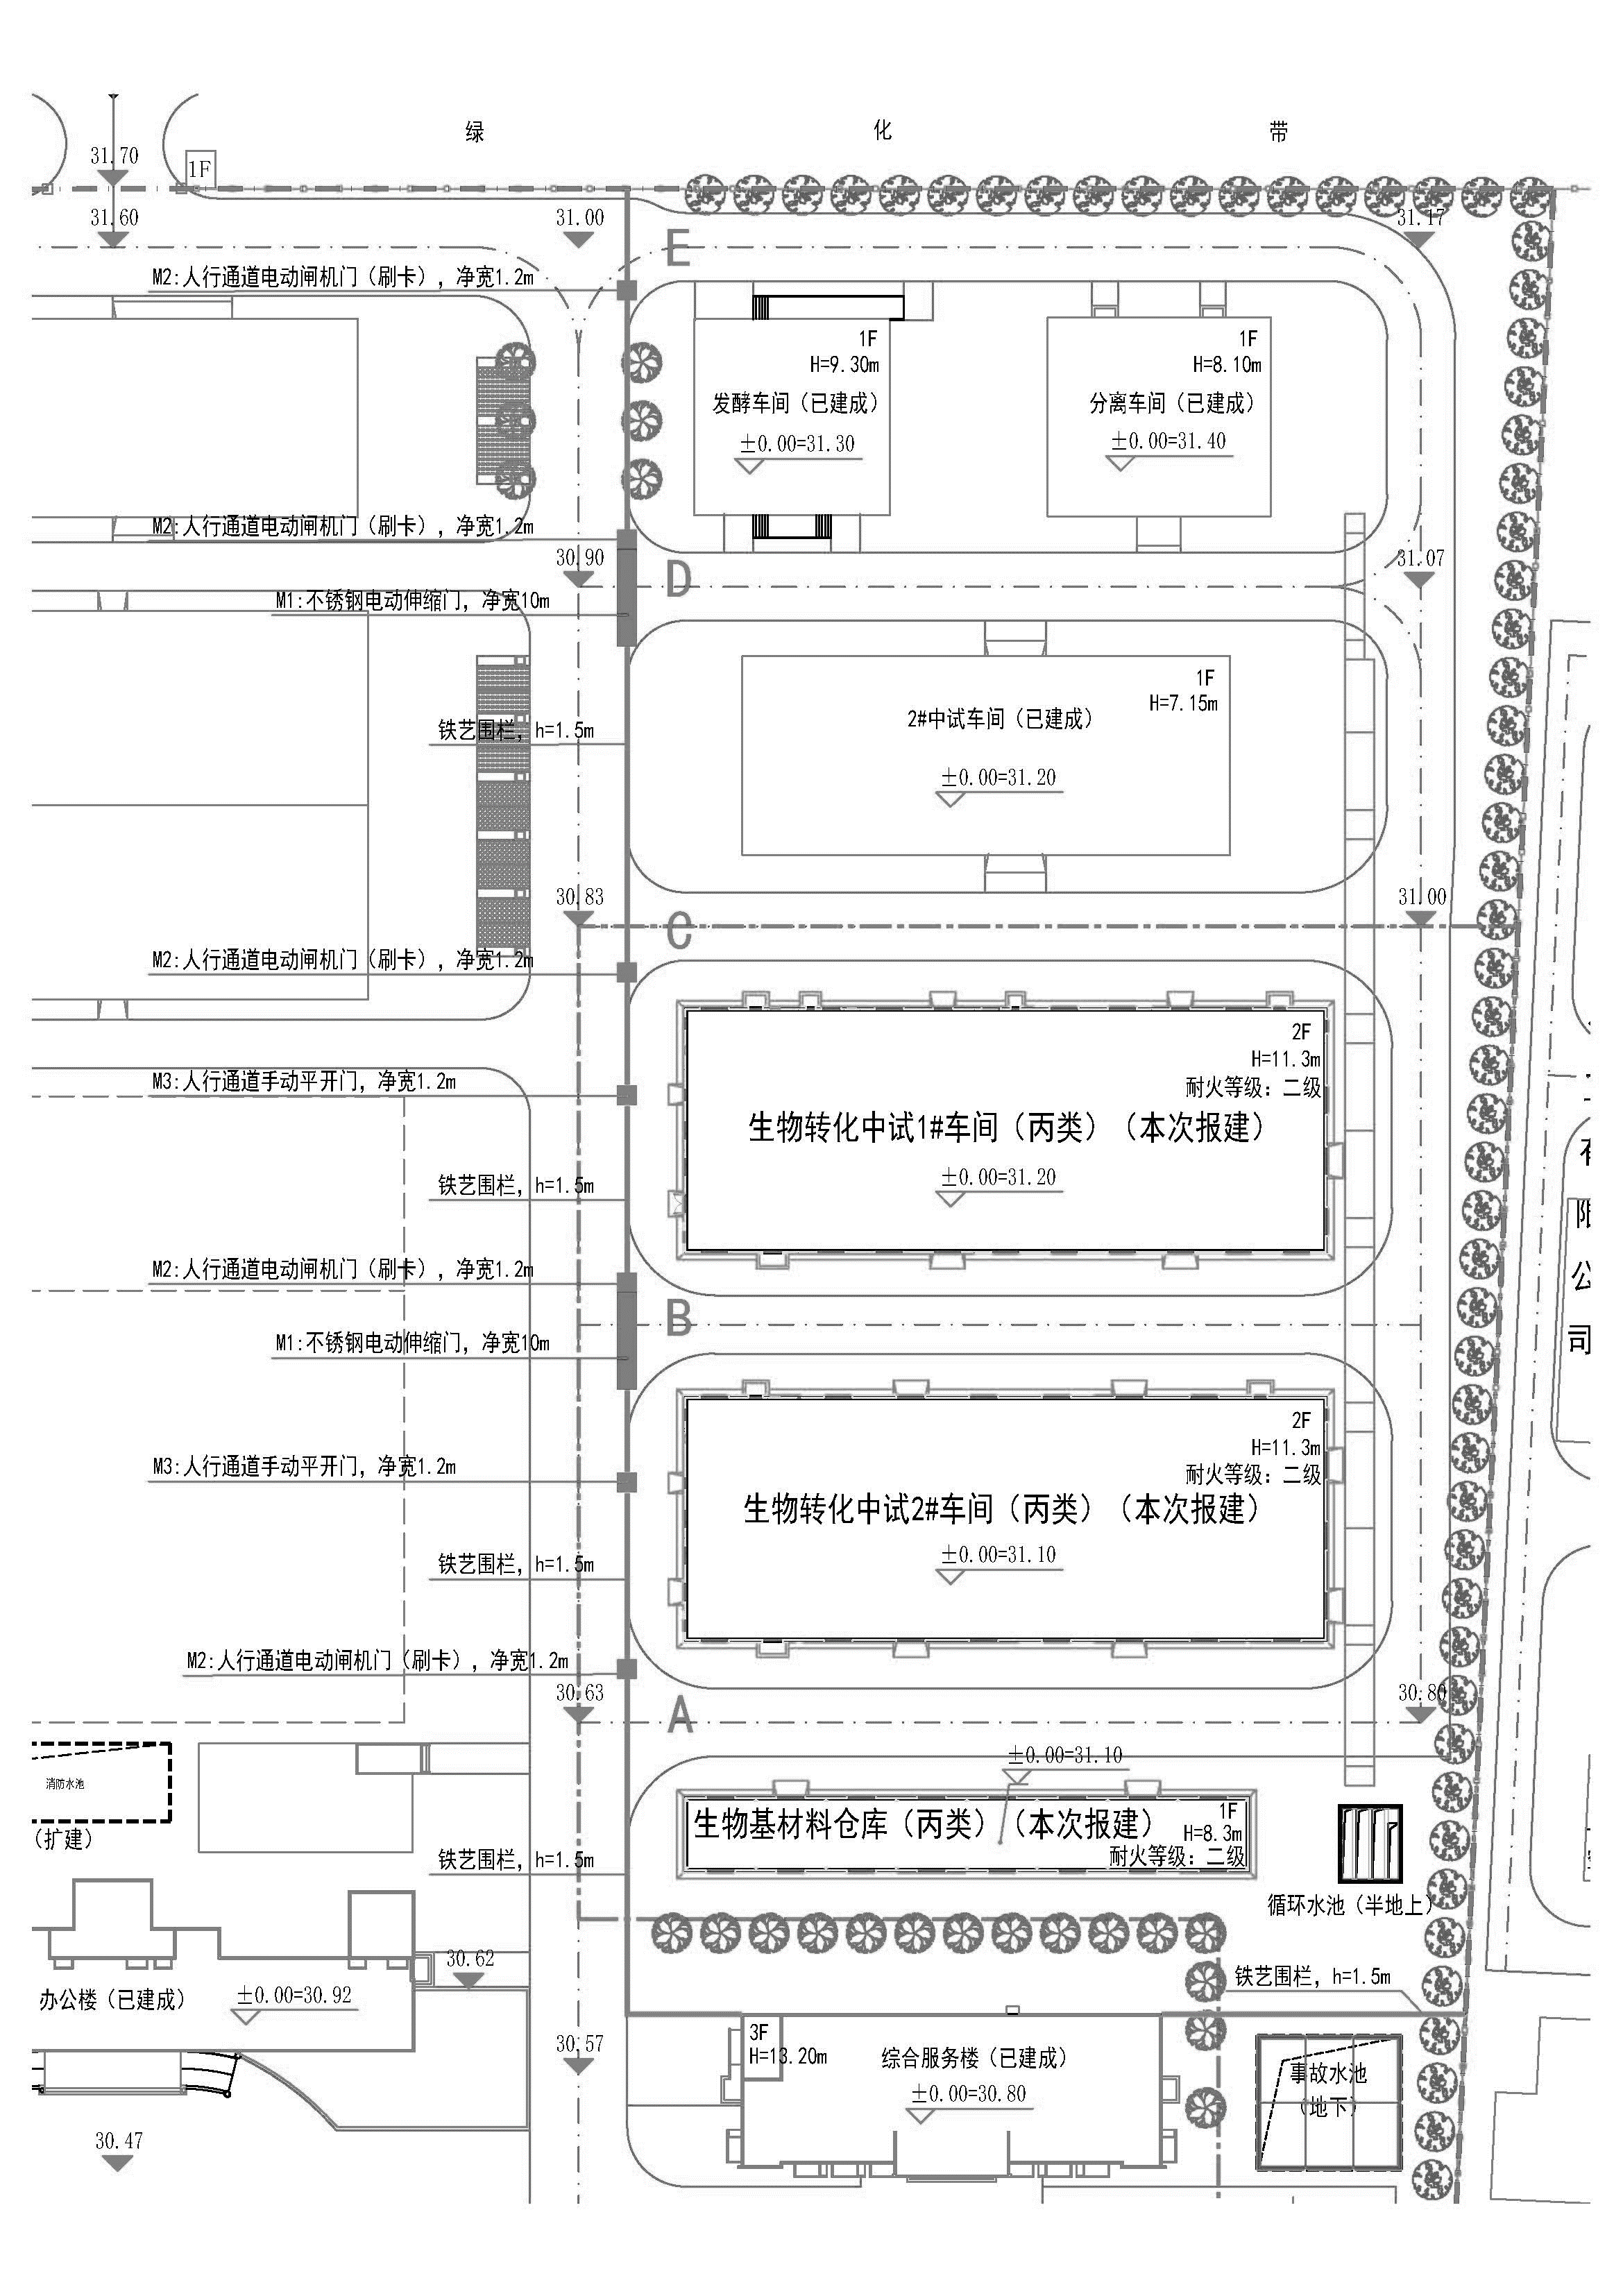 绿 化 带
31.70
1F
31.60
31.00
31.17
E
M2:人行通道电动闸机门（刷卡），净宽1.2m
1F
H=9.30m
发酵车间（已建成）
±0.00=31.30
1F
H=8.10m
分离车间（已建成）
±0.00=31.40
M2:人行通道电动闸机门（刷卡），净宽1.2m
30.90
D
31.07
M1:不锈钢电动伸缩门，净宽10m
1F
H=7.15m
2#中试车间（已建成）
±0.00=31.20
铁艺围栏，h=1.5m
30.83
C
31.00
M2:人行通道电动闸机门（刷卡），净宽1.2m
2F
H=11.3m
耐火等级：二级
M3:人行通道手动平开门，净宽1.2m
生物转化中试1#车间（丙类）（本次报建）
±0.00=31.20
铁艺围栏，h=1.5m
限
公
司
M2:人行通道电动闸机门（刷卡），净宽1.2m
B
M1:不锈钢电动伸缩门，净宽10m
2F
H=11.3m
耐火等级：二级
M3:人行通道手动平开门，净宽1.2m
生物转化中试2#车间（丙类）（本次报建）
±0.00=31.10
铁艺围栏，h=1.5m
M2:人行通道电动闸机门（刷卡），净宽1.2m
30.63
A
30.80
±0.00=31.10
消防水池
（扩建）
生物基材料仓库（丙类）（本次报建）
1F
H=8.3m
耐火等级：二级
铁艺围栏，h=1.5m
循环水池（半地上）
30.62
铁艺围栏，h=1.5m
办公楼（已建成）
±0.00=30.92
30.57
3F
H=13.20m
综合服务楼（已建成）
±0.00=30.80
事故水池
（地下）
30.47